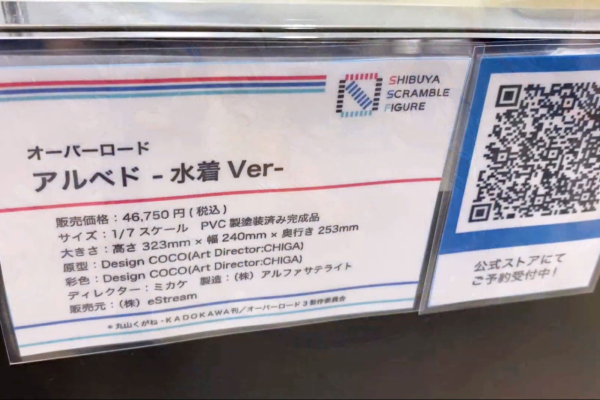 SHIBUYA
SCRAMBLE
FIGURE
オーバーロード
アルベド - 水着 Ver-
販売価格：46,750円 (税込)
サイズ：1/7 スケール PVC 製塗装済み完成品
大きさ：高さ 323mm × 幅 240mm × 奥行き 253mm
原型：Design COCO(Art Director:CHIGA)
彩色：Design COCO(Art Director:CHIGA)
ディレクター：ミカケ 製造：(株) アルファサテライト
販売元：(株) eStream
©丸山くがね・KADOKAWA刊／オーバーロード3製作委員会
公式ストアにて
ご予約受付中！